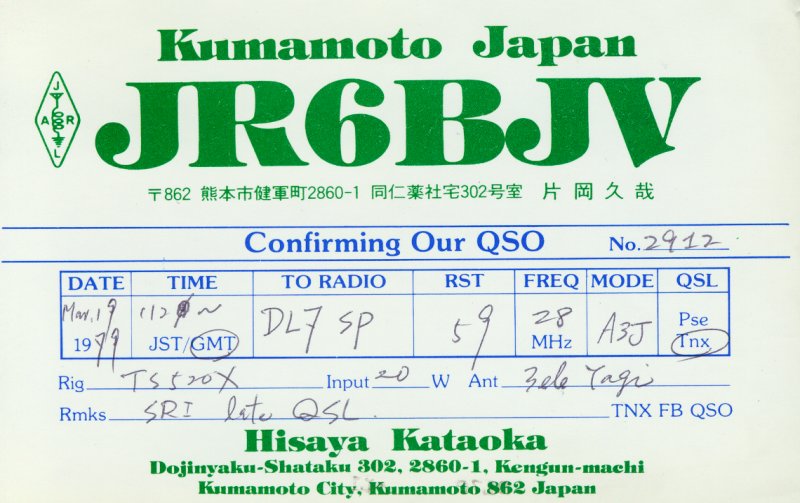 Kumamoto Japan
JARL
JR6BJV
〒862 熊本市健軍町2860-1 同仁薬社宅302号室 片岡久哉
Confirming Our QSO No. 2912
DATE TIME TO RADIO RST FREQ MODE QSL
Mar. 19 DL7 SP 59 28 A3J Pse
1979 JST/GMT MHz Tnx
Rig TS520X Input 20 W Ant 3ele Yagi
Rmks SRI late QSL. TNX FB QSO
Hisaya Kataoka
Dojinyaku-Shataku 302, 2860-1, Kengun-machi
Kumamoto City, Kumamoto 862 Japan